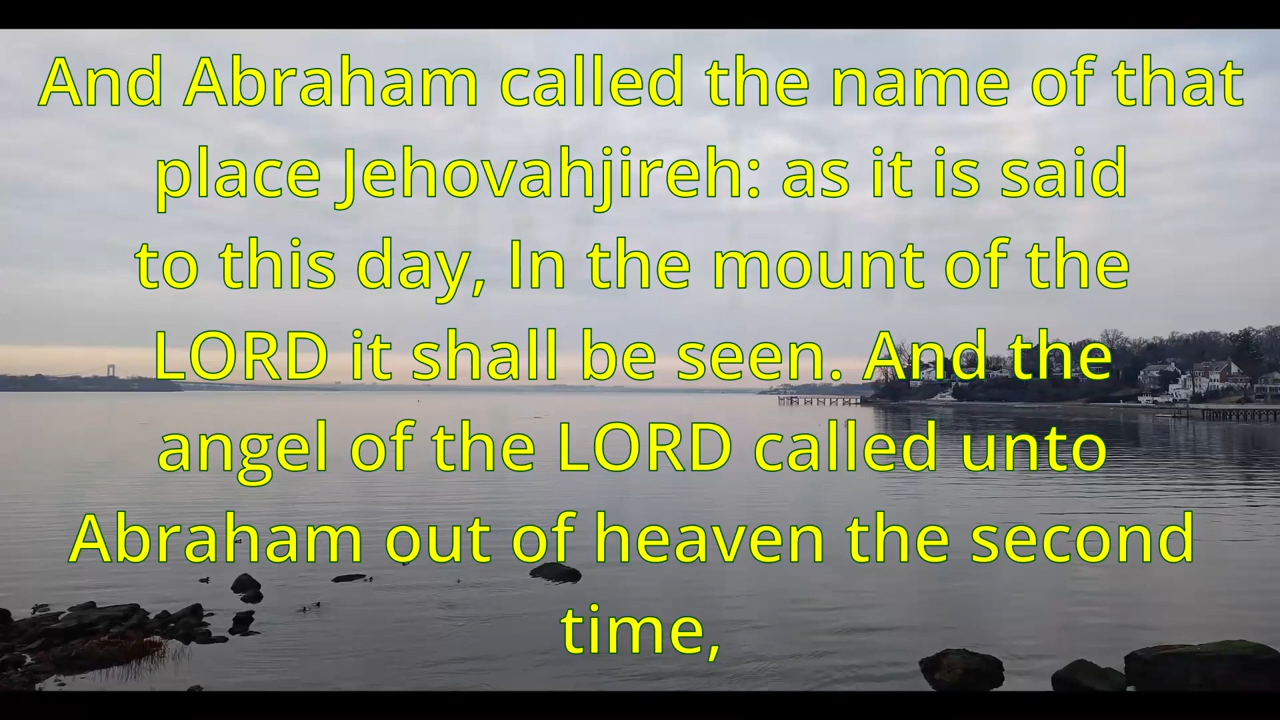 And Abraham called the name of that
place Jehovahjireh: as it is said
to this day, In the mount of the
LORD it shall be seen. And the
angel of the LORD called unto
Abraham out of heaven the second
time,